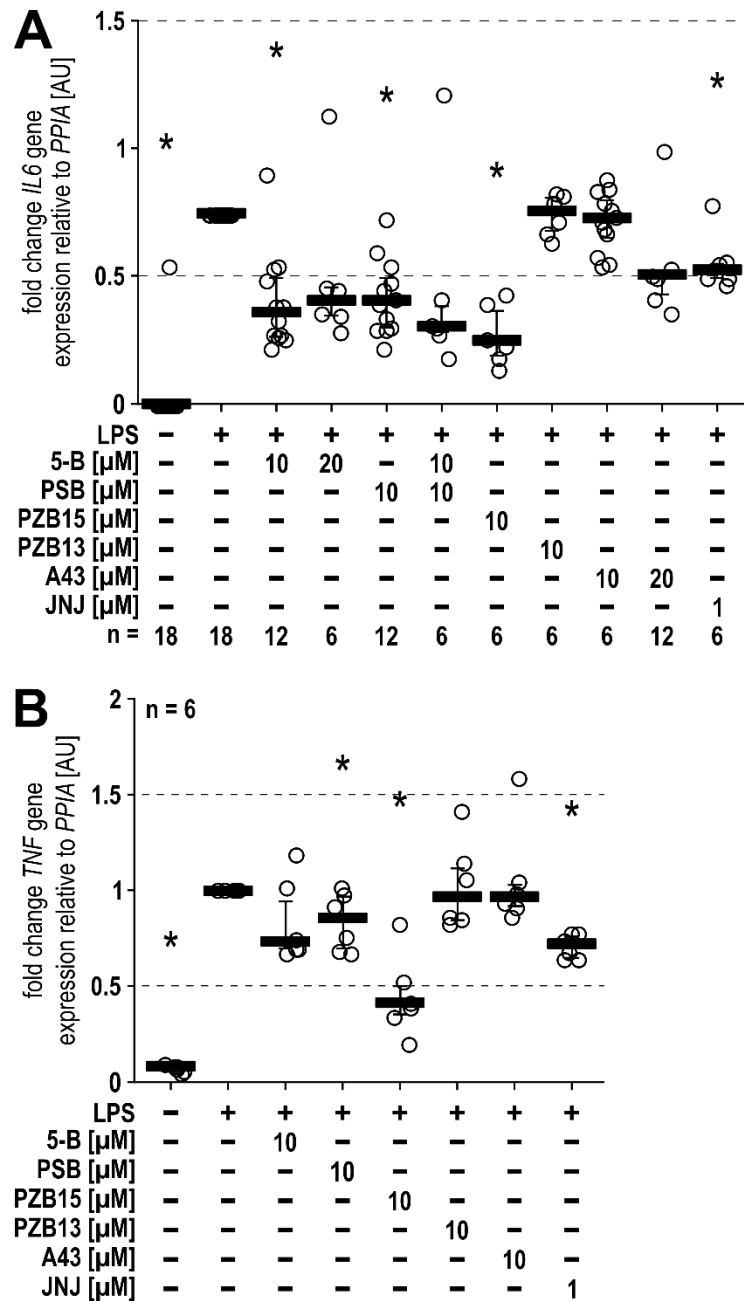 A
fold change IL6 gene
expression relative to PPIA [AU]
1.5
1
0.5
0
* * * * *
LPS − + + + + + + + + + +
5-B [µM] − − 10 20 − 10 − − − − −
PSB [µM] − − − − 10 10 − − − − −
PZB15 [µM] − − − − − − 10 − − − −
PZB13 [µM] − − − − − − − 10 − − −
A43 [µM] − − − − − − − − 10 20 −
JNJ [µM] − − − − − − − − − − 1
n = 18 18 12 6 12 6 6 6 6 12 6
B
n = 6
fold change TNF gene
expression relative to PPIA [AU]
2
1.5
1
0.5
0
* * * *
LPS − + + + + + + +
5-B [µM] − − 10 − − − − −
PSB [µM] − − − 10 − − − −
PZB15 [µM] − − − − 10 − − −
PZB13 [µM] − − − − − 10 − −
A43 [µM] − − − − − − 10 −
JNJ [µM] − − − − − − − 1